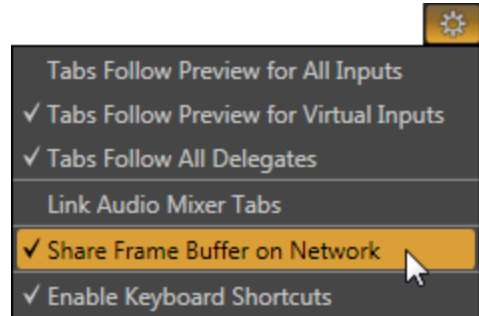 Tabs Follow Preview for All Inputs
✓ Tabs Follow Preview for Virtual Inputs
✓ Tabs Follow All Delegates
Link Audio Mixer Tabs
✓ Share Frame Buffer on Network
✓ Enable Keyboard Shortcuts